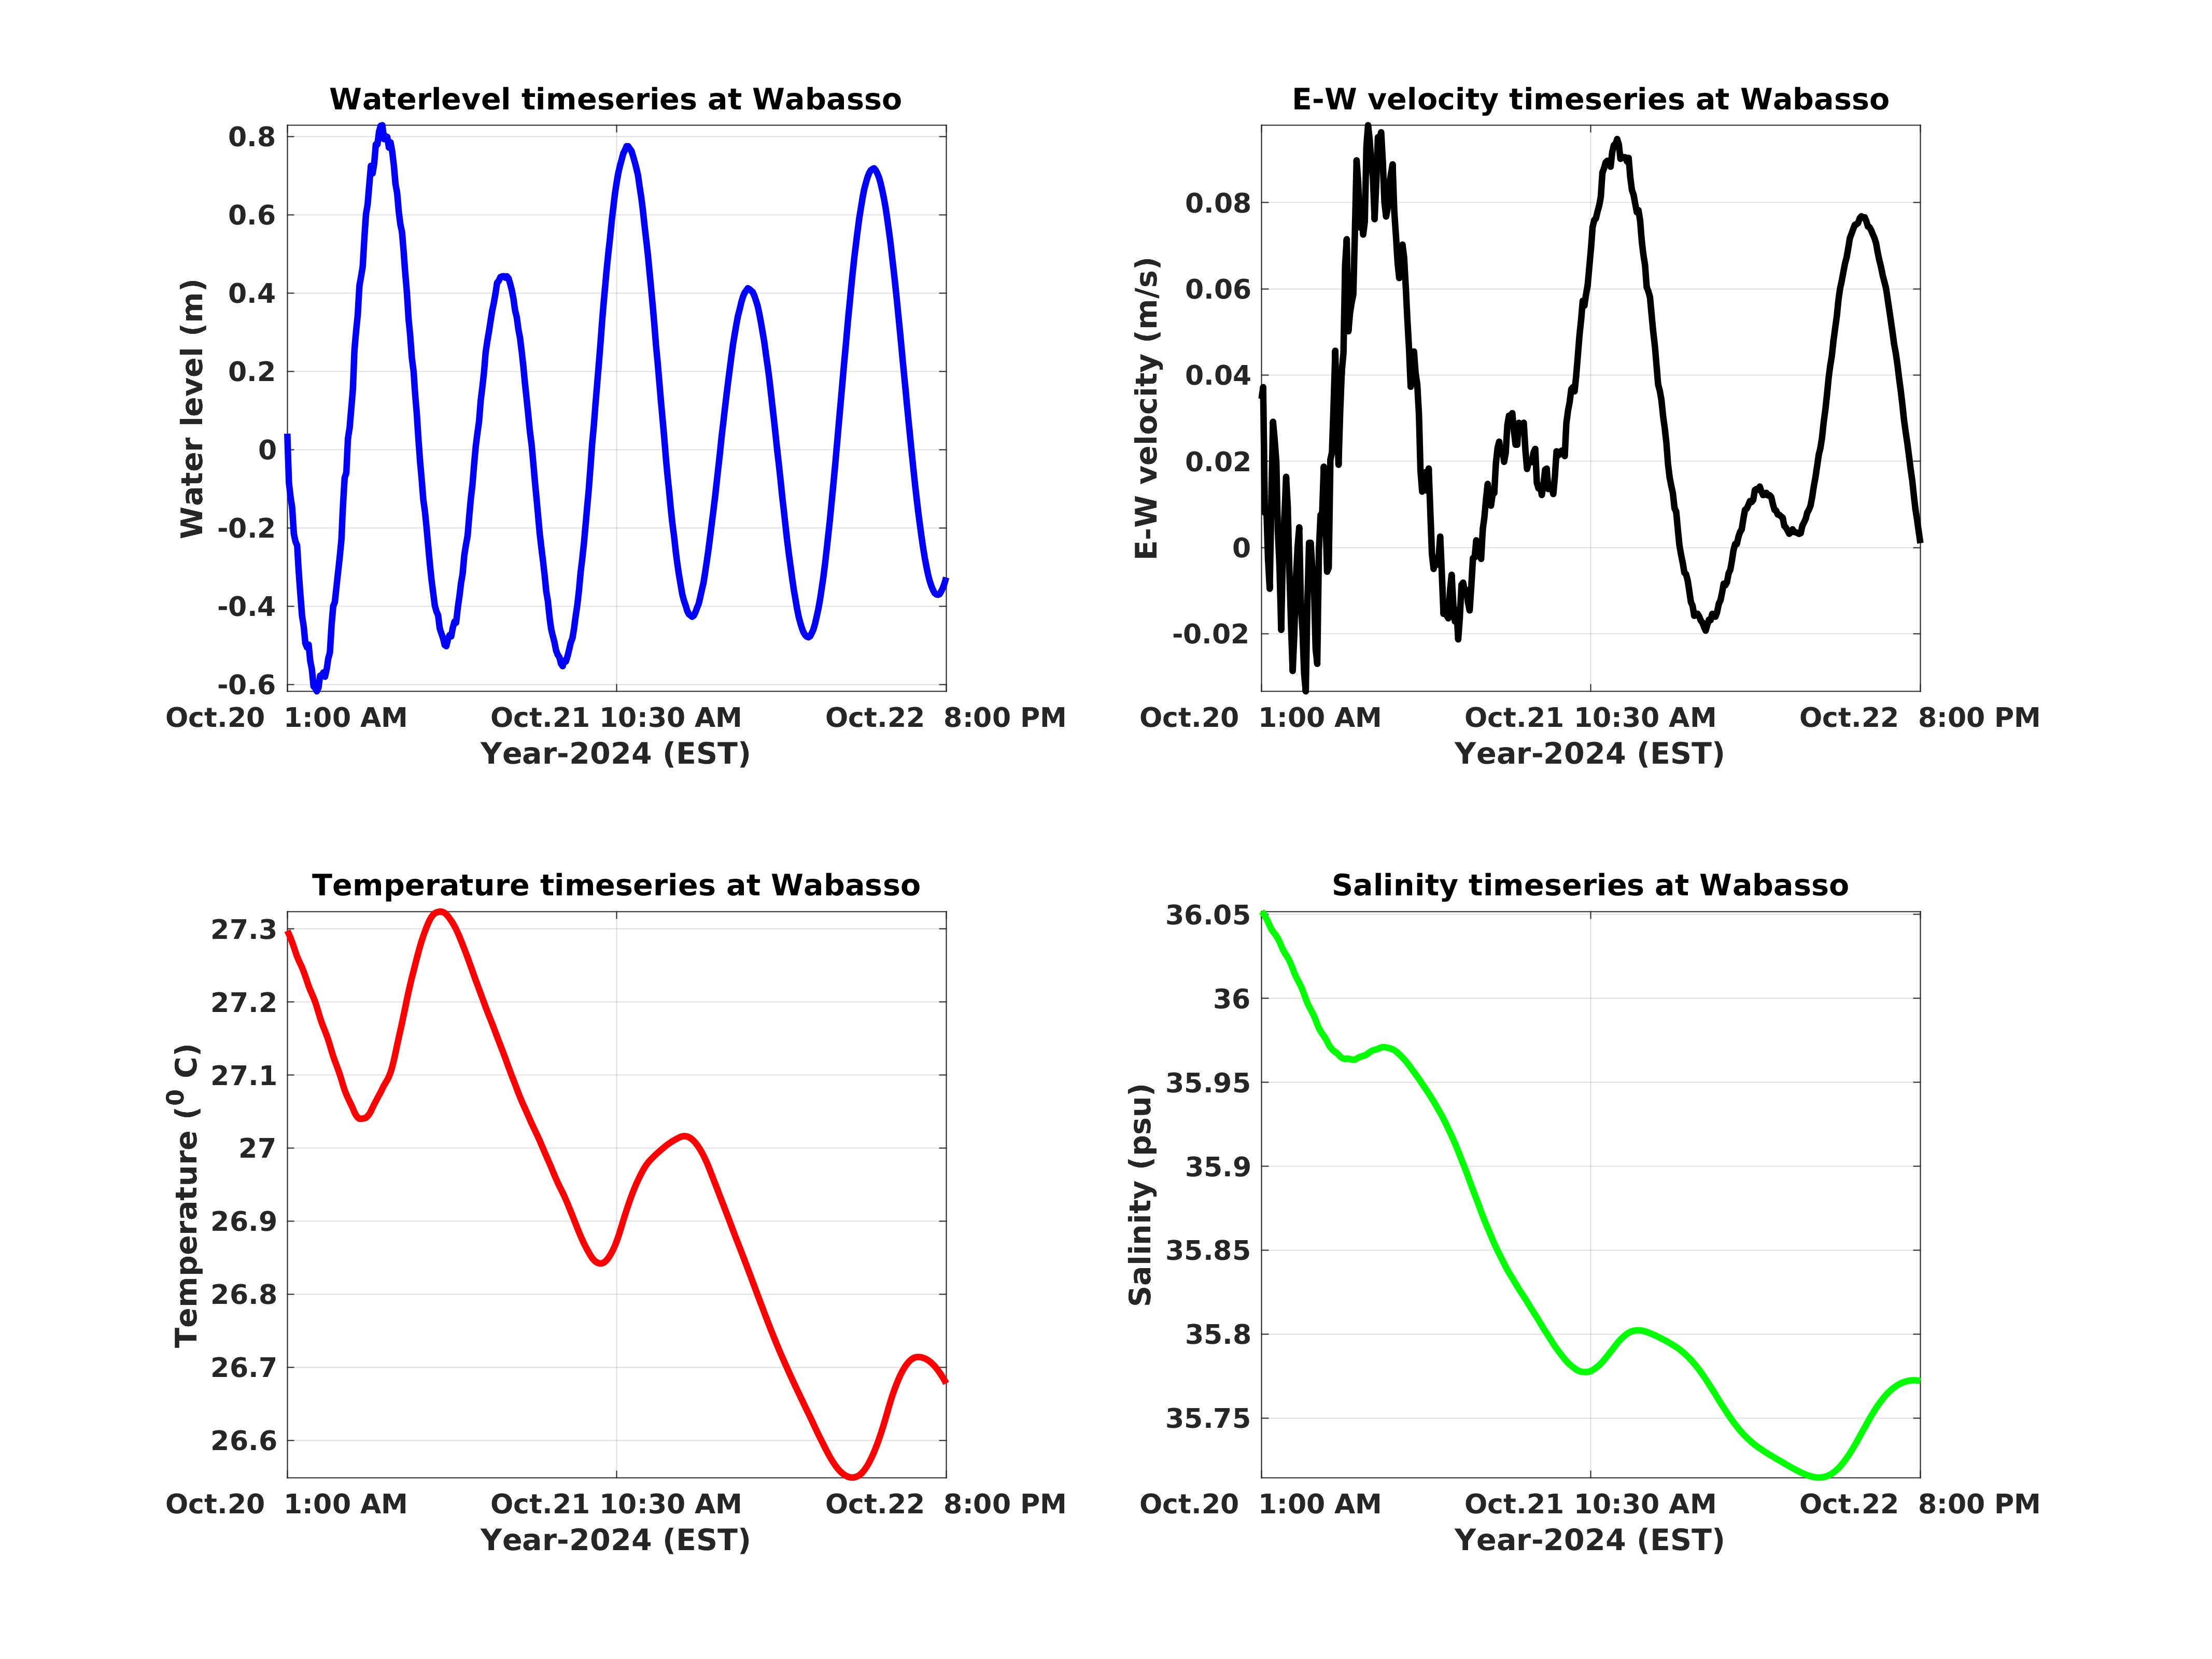 Waterlevel timeseries at Wabasso
Water level (m)
0.8
0.6
0.4
0.2
0
-0.2
-0.4
-0.6
Oct.20 1:00 AM
Oct.21 10:30 AM
Oct.22 8:00 PM
Year-2024 (EST)
E-W velocity timeseries at Wabasso
E-W velocity (m/s)
0.08
0.06
0.04
0.02
0
-0.02
Oct.20 1:00 AM
Oct.21 10:30 AM
Oct.22 8:00 PM
Year-2024 (EST)
Temperature timeseries at Wabasso
Temperature (⁰ C)
27.3
27.2
27.1
27
26.9
26.8
26.7
26.6
Oct.20 1:00 AM
Oct.21 10:30 AM
Oct.22 8:00 PM
Year-2024 (EST)
Salinity timeseries at Wabasso
Salinity (psu)
36.05
36
35.95
35.9
35.85
35.8
35.75
Oct.20 1:00 AM
Oct.21 10:30 AM
Oct.22 8:00 PM
Year-2024 (EST)